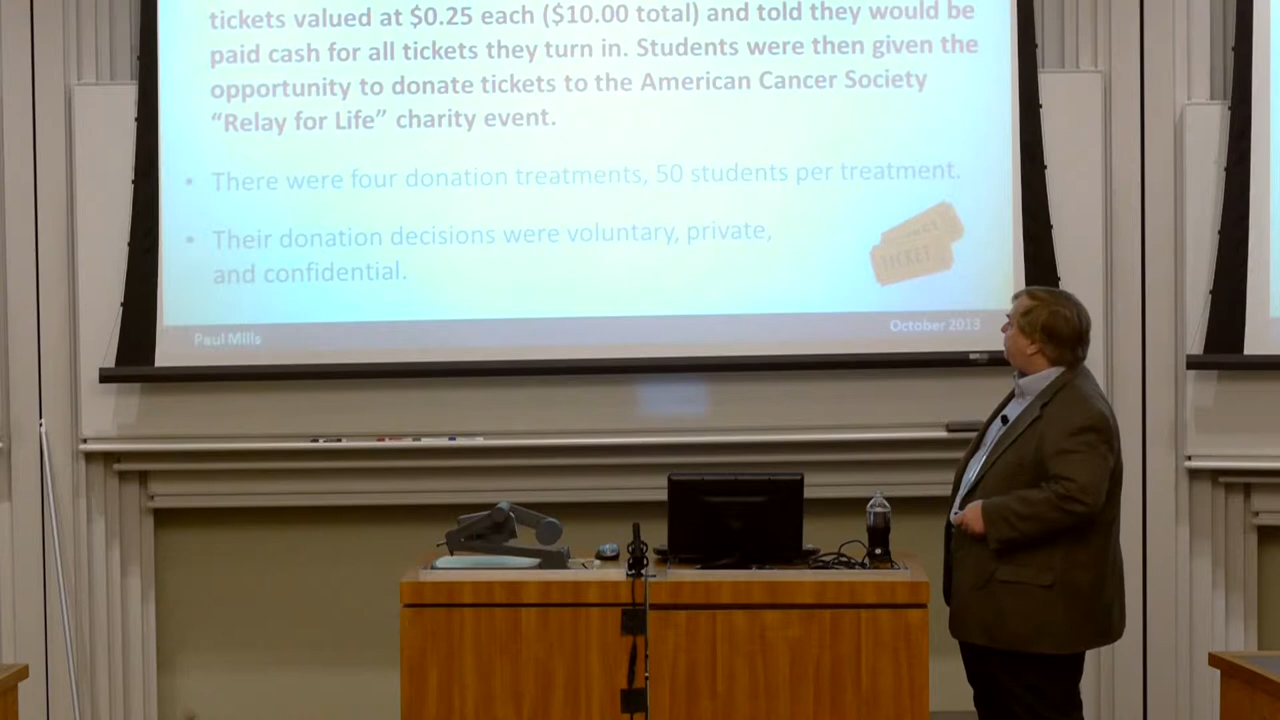 tickets valued at $0.25 each ($10.00 total) and told they would be
paid cash for all tickets they turn in. Students were then given the
opportunity to donate tickets to the American Cancer Society
“Relay for Life” charity event.
• There were four donation treatments, 50 students per treatment.
• Their donation decisions were voluntary, private,
and confidential.
TICKET
Paul Mills
October 2013